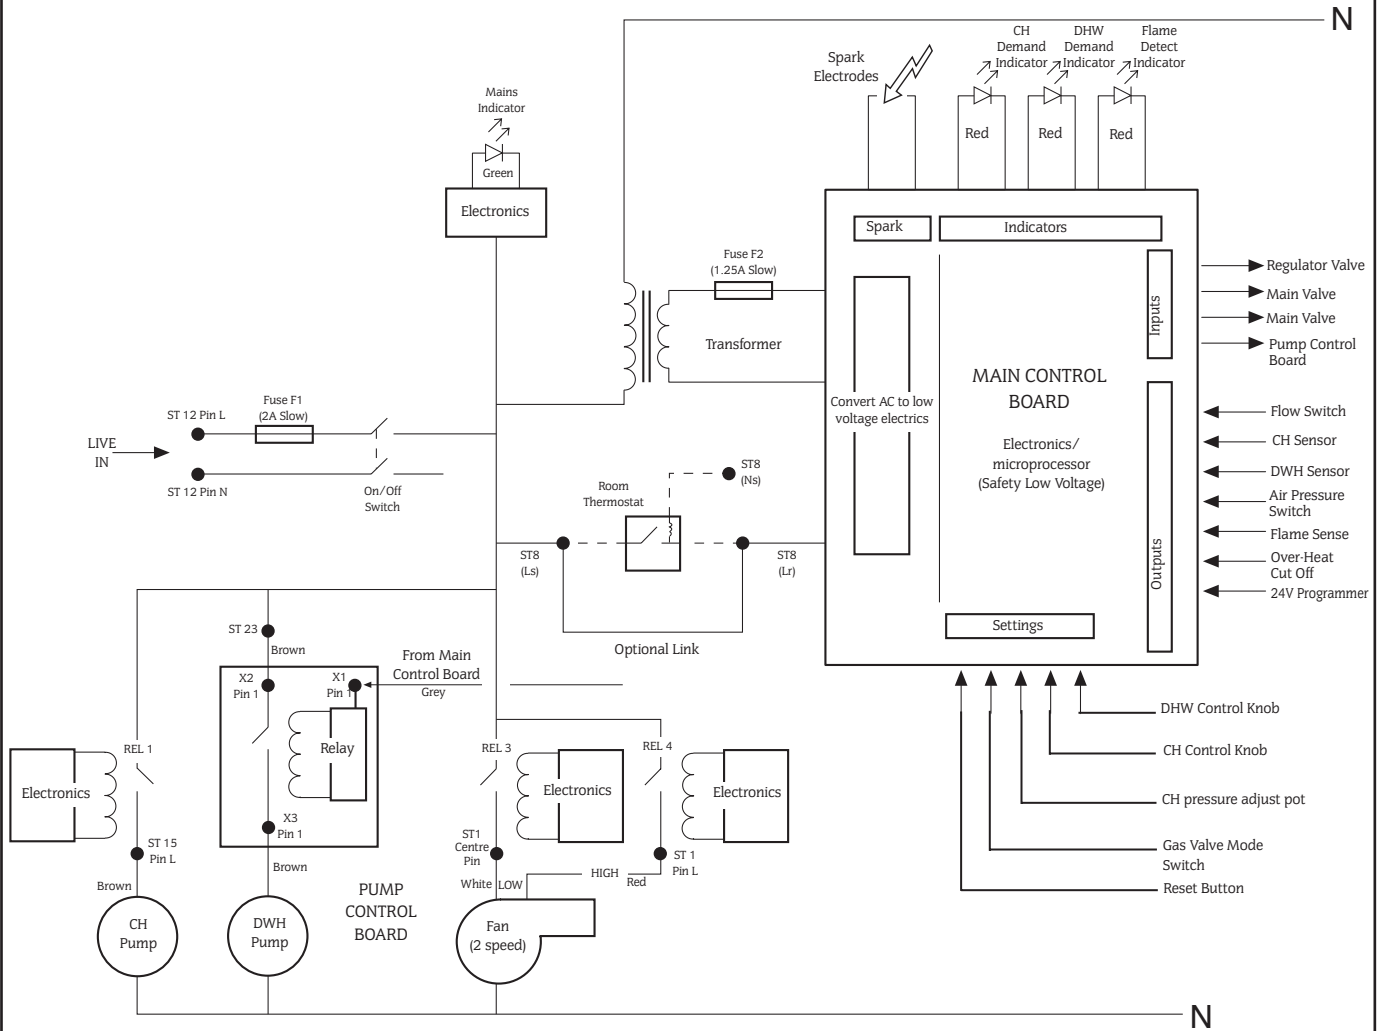 N
CH
Demand
Indicator
DHW
Demand
Indicator
Flame
Detect
Indicator
Spark
Electrodes
Red
Red
Red
Mains
Indicator
Green
Electronics
Spark
Indicators
Fuse F2
(1.25A Slow)
Transformer
Inputs
Regulator Valve
Main Valve
Main Valve
Pump Control
Board
MAIN CONTROL
BOARD
Convert AC to low
voltage electrics
Electronics/
microprocessor
(Safety Low Voltage)
Outputs
Flow Switch
CH Sensor
DWH Sensor
Air Pressure
Switch
Flame Sense
Over-Heat
Cut Off
24V Programmer
Settings
LIVE
IN
ST 12 Pin L
Fuse F1
(2A Slow)
ST 12 Pin N
On/Off
Switch
Room
Thermostat
ST8
(Ns)
ST8
(Ls)
ST8
(Lr)
Optional Link
ST 23
Brown
X2
Pin 1
X1
Pin 1
From Main
Control Board
Grey
REL 1
Relay
Electronics
X3
Pin 1
ST 15
Pin L
Brown
Brown
CH
Pump
DWH
Pump
PUMP
CONTROL
BOARD
REL 3
Electronics
REL 4
Electronics
ST1
Centre
Pin
ST 1
Pin L
White
LOW
HIGH
Red
Fan
(2 speed)
DHW Control Knob
CH Control Knob
CH pressure adjust pot
Gas Valve Mode
Switch
Reset Button
N